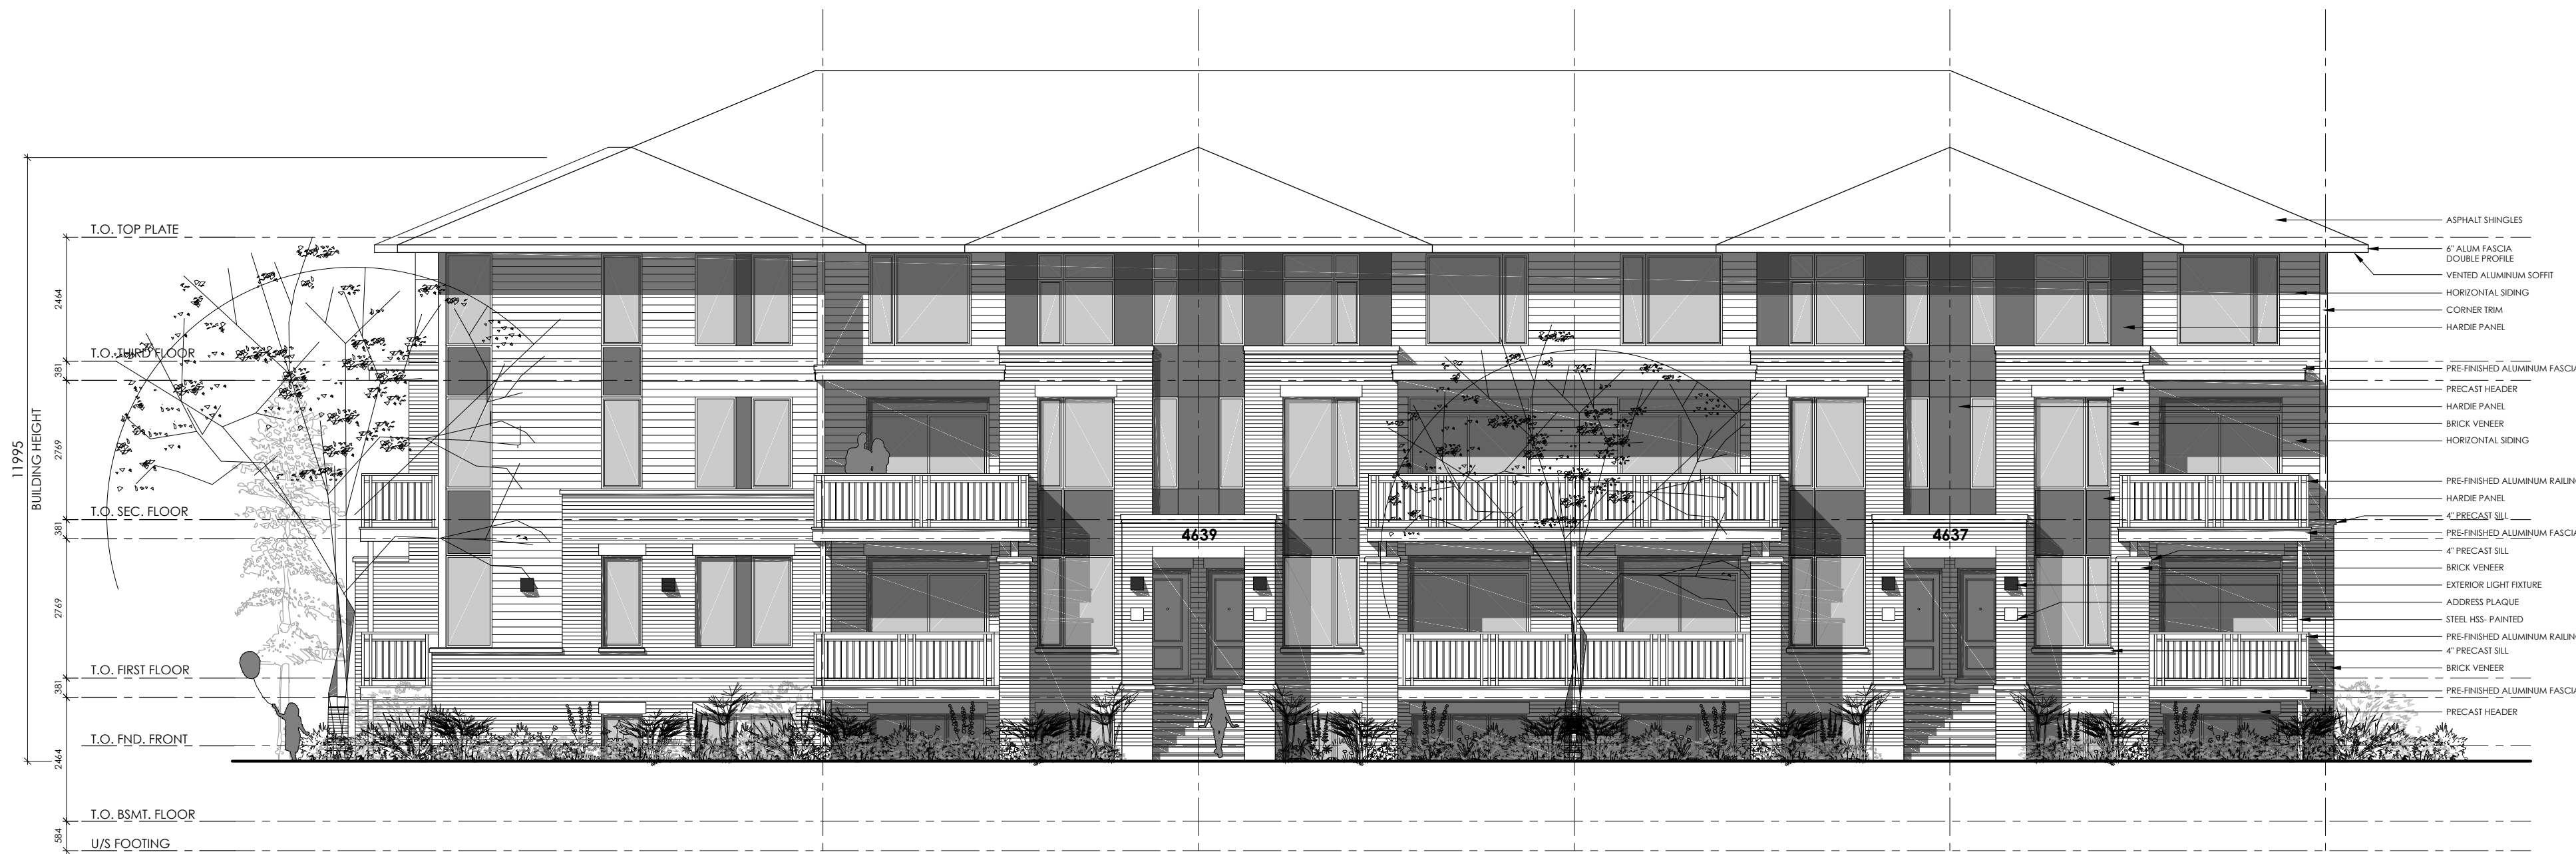 11995
BUILDING HEIGHT
T.O. TOP PLATE
2464
T.O. THIRD FLOOR
381
2769
T.O. SEC. FLOOR
381
2769
T.O. FIRST FLOOR
381
T.O. FND. FRONT
2464
T.O. BSMT. FLOOR
584
U/S FOOTING
4639
4637
ASPHALT SHINGLES
6" ALUM FASCIA
DOUBLE PROFILE
VENTED ALUMINUM SOFFIT
HORIZONTAL SIDING
CORNER TRIM
HARDIE PANEL
PRE-FINISHED ALUMINUM FASCIA
PRECAST HEADER
HARDIE PANEL
BRICK VENEER
HORIZONTAL SIDING
PRE-FINISHED ALUMINUM RAILING
HARDIE PANEL
4" PRECAST SILL
PRE-FINISHED ALUMINUM FASCIA
4" PRECAST SILL
BRICK VENEER
EXTERIOR LIGHT FIXTURE
ADDRESS PLAQUE
STEEL HSS- PAINTED
PRE-FINISHED ALUMINUM RAILING
4" PRECAST SILL
BRICK VENEER
PRE-FINISHED ALUMINUM FASCIA
PRECAST HEADER